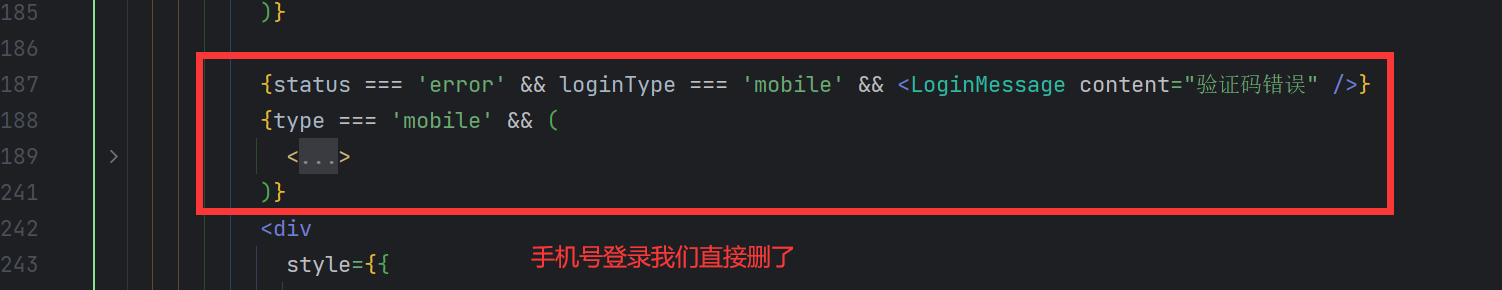 185 )}
186
187 {status === 'error' && loginType === 'mobile' && <LoginMessage content="验证码错误" />}
188 {type === 'mobile' && (
189 <...>
241 )}
242 <div
243 style={{
手机号登录我们直接删了